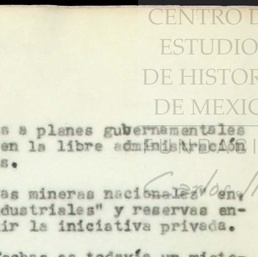 CENTRO D
ESTUDIO
DE HISTOR
DE MEXIC
s a planes gubernamentales
en la libre administración
s.
as mineras nacionales" en,
dustriales" y reservas en-
ir la iniciativa privada.